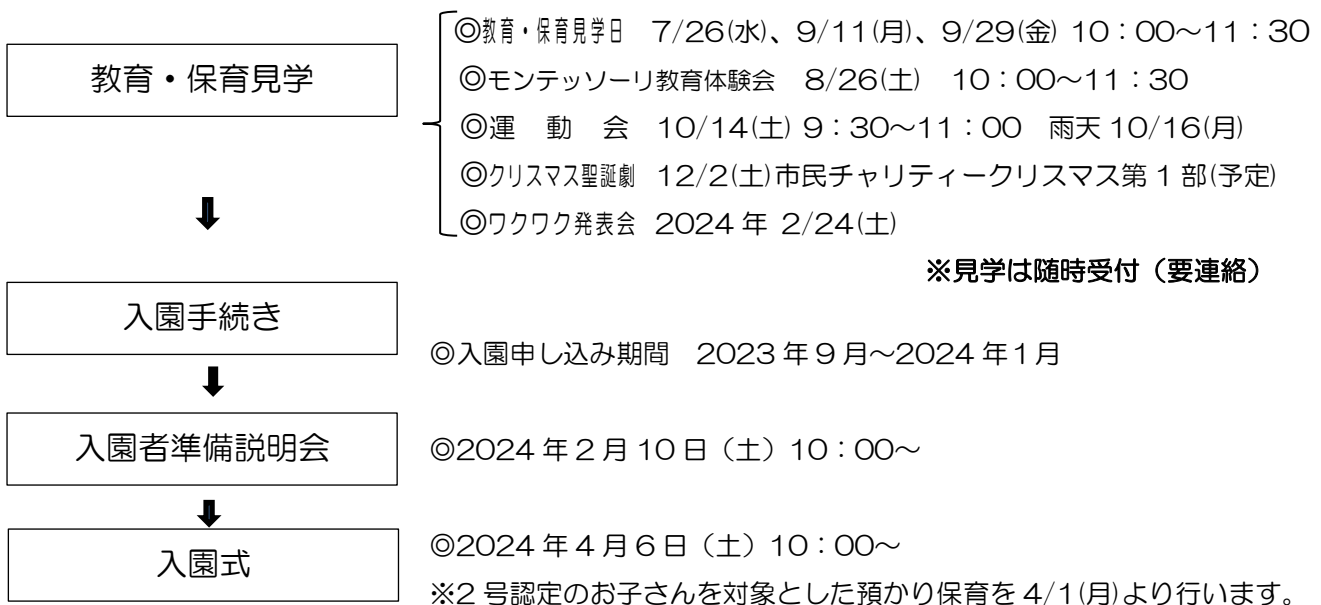 教育・保育見学
◎教育・保育見学日 7/26(水)、9/11(月)、9/29(金) 10：00～11：30
◎モンテッソーリ教育体験会 8/26(土) 10：00～11：30
◎運 動 会 10/14(土) 9：30～11：00 雨天 10/16(月)
◎クリスマス聖誕劇 12/2(土)市民チャリティークリスマス第 1 部(予定)
◎ワクワク発表会 2024 年 2/24(土)
※見学は随時受付（要連絡）
入園手続き
◎入園申し込み期間 2023 年 9 月～2024 年 1 月
入園者準備説明会
◎2024 年 2 月 10 日（土）10：00～
入園式
◎2024 年 4 月 6 日（土）10：00～
※2 号認定のお子さんを対象とした預かり保育を 4/1(月)より行います。